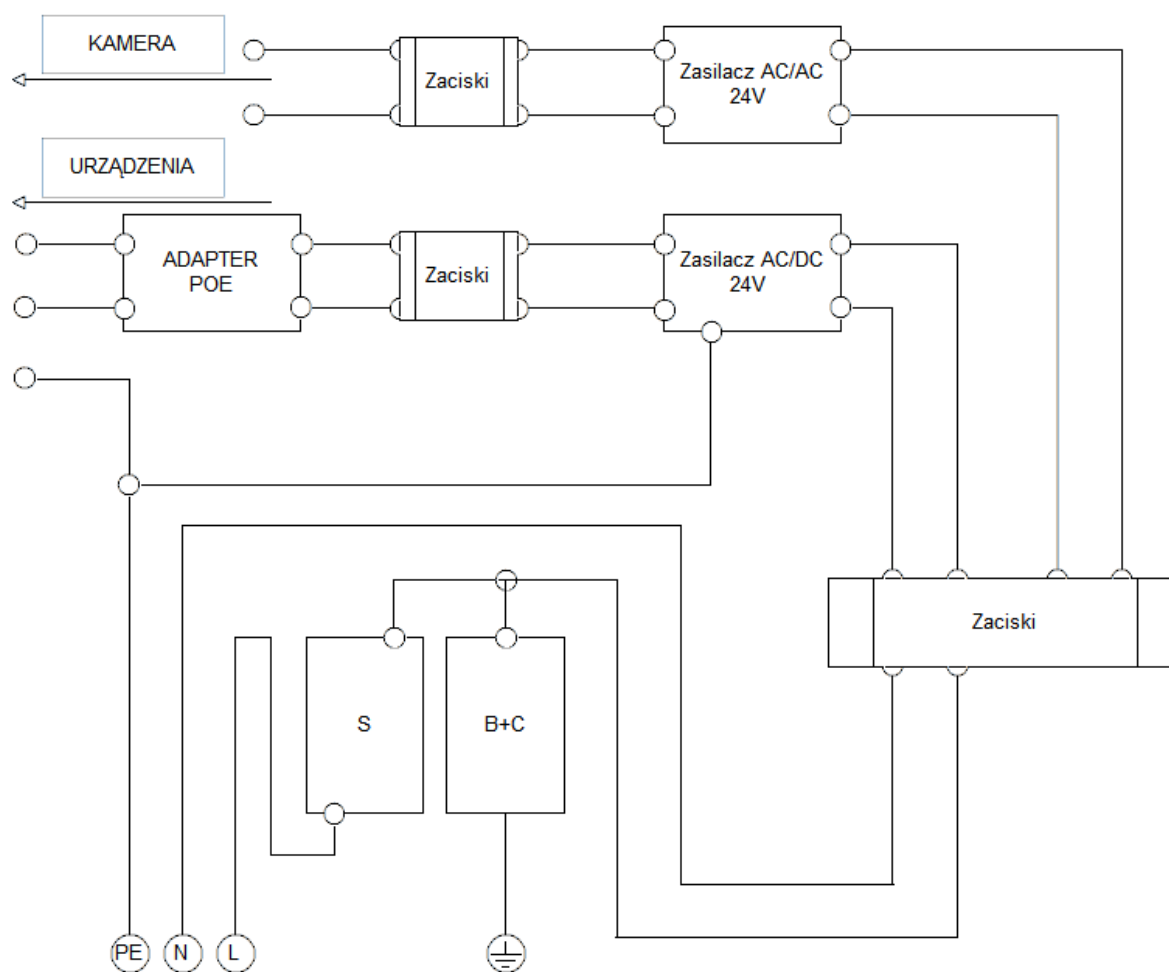 KAMERA
Zaciski
Zasilacz AC/AC
24V
URZĄDZENIA
ADAPTER
POE
Zaciski
Zasilacz AC/DC
24V
Zaciski
S
B+C
PE
N
L